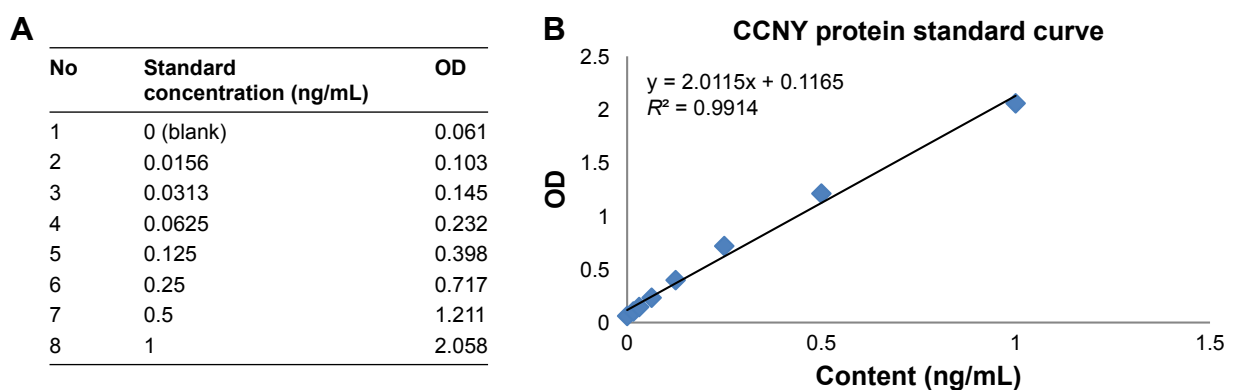 A
No Standard concentration (ng/mL) OD
1 0 (blank) 0.061
2 0.0156 0.103
3 0.0313 0.145
4 0.0625 0.232
5 0.125 0.398
6 0.25 0.717
7 0.5 1.211
8 1 2.058
B
CCNY protein standard curve
y = 2.0115x + 0.1165
R² = 0.9914
OD
2.5
2
1.5
1
0.5
0
0 0.5 1 1.5
Content (ng/mL)